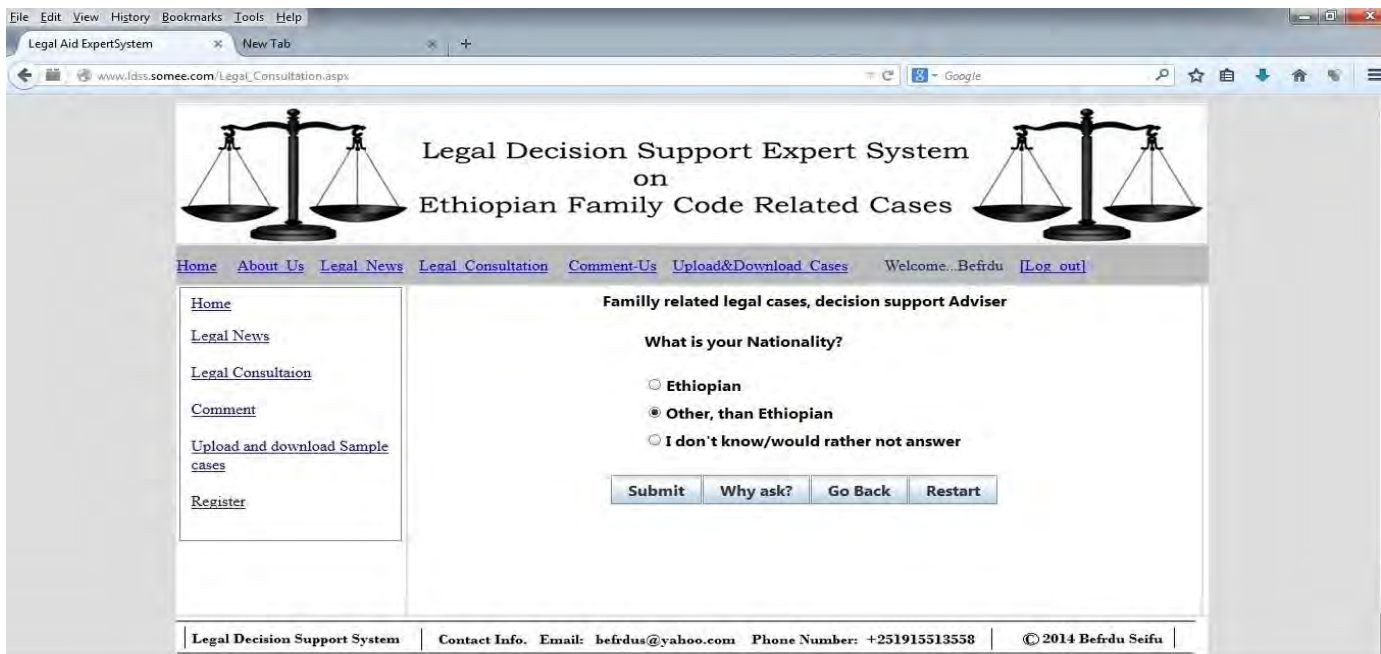 File Edit View History Bookmarks Tools Help
Legal Aid ExpertSystem New Tab
www.ldss.somee.com/Legal_Consultation.aspx Google
Legal Decision Support Expert System
on
Ethiopian Family Code Related Cases
Home About Us Legal News Legal Consultation Comment-Us Upload&Download Cases Welcome...Befrdu [Log out]
Home
Legal News
Legal Consultaion
Comment
Upload and download Sample
cases
Register
Familly related legal cases, decision support Adviser
What is your Nationality?
Ethiopian
Other, than Ethiopian
I don't know/would rather not answer
Submit Why ask? Go Back Restart
Legal Decision Support System Contact Info. Email: befrdus@yahoo.com Phone Number: +251915513558 © 2014 Befrdu Seifu